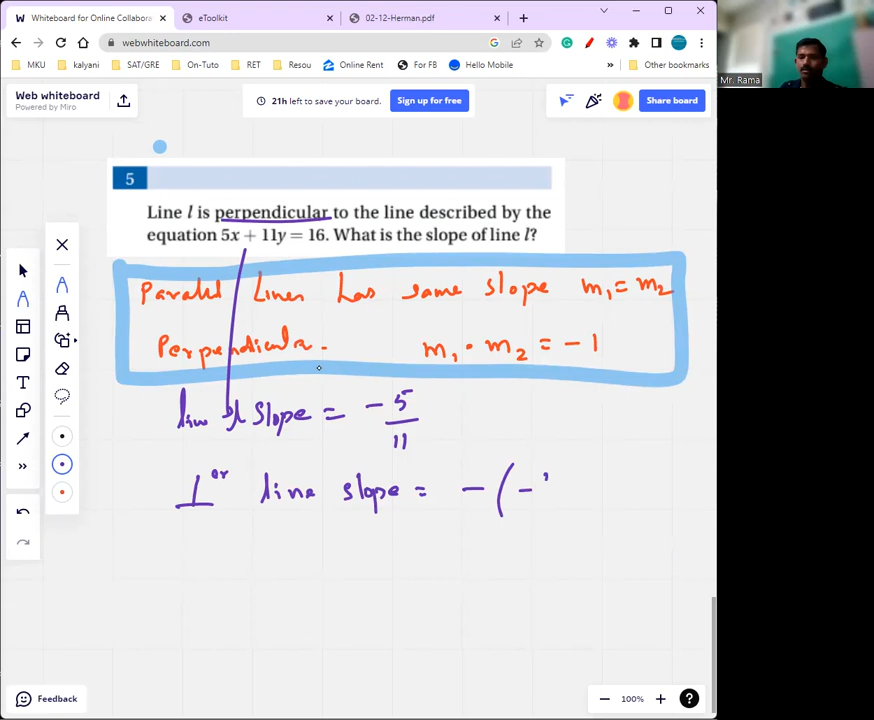 Whiteboard for Online Collabora
eToolkit
02-12-Herman.pdf
webwhiteboard.com
MKU
kalyani
SAT/GRE
On-Tuto
RET
Resou
Online Rent
For FB
Hello Mobile
»
Other bookmarks
Mr. Rama
Web whiteboard
Powered by Miro
21h left to save your board.
Sign up for free
Share board
5
Line l is perpendicular to the line described by the
equation 5x + 11y = 16. What is the slope of line l?
Parallel Lines has same slope m₁ = m₂
Perpendicular. m₁ · m₂ = -1
line l slope = -5/11
⊥ar line slope = -(-
Feedback
100%
?